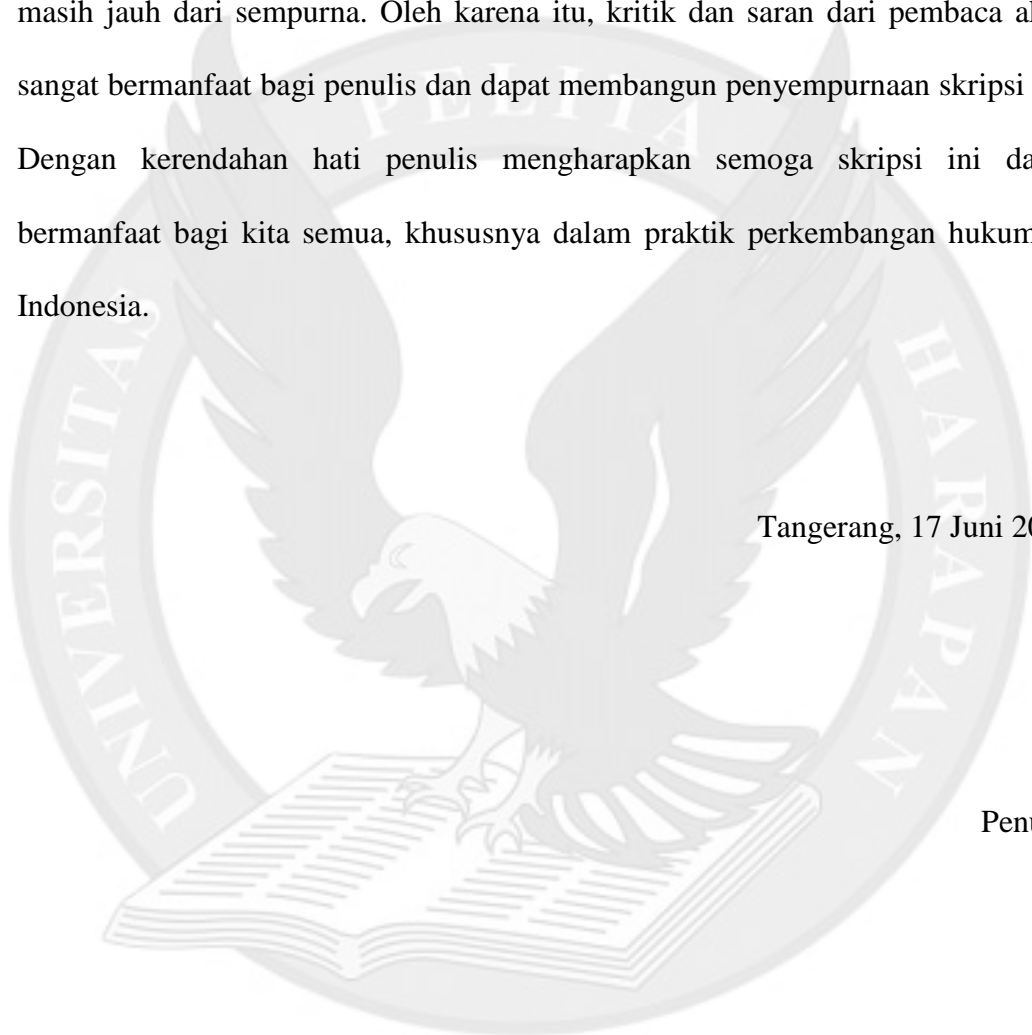 masih jauh dari sempurna. Oleh karena itu, kritik dan saran dari pembaca
sangat bermanfaat bagi penulis dan dapat membangun penyempurnaan skripsi
Dengan kerendahan hati penulis mengharapkan semoga skripsi ini
bermanfaat bagi kita semua, khususnya dalam praktik perkembangan hukum
Indonesia.
Tangerang, 17 Juni
UNIVERSITAS PELITA HARAPAN